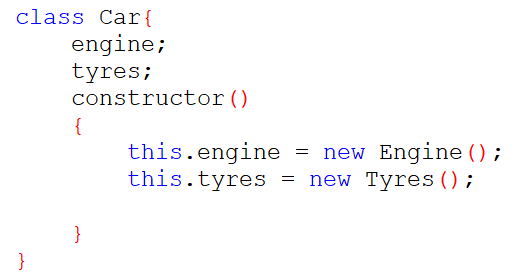 class Car{
engine;
tyres;
constructor()
{
this.engine = new Engine();
this.tyres = new Tyres();
}
}